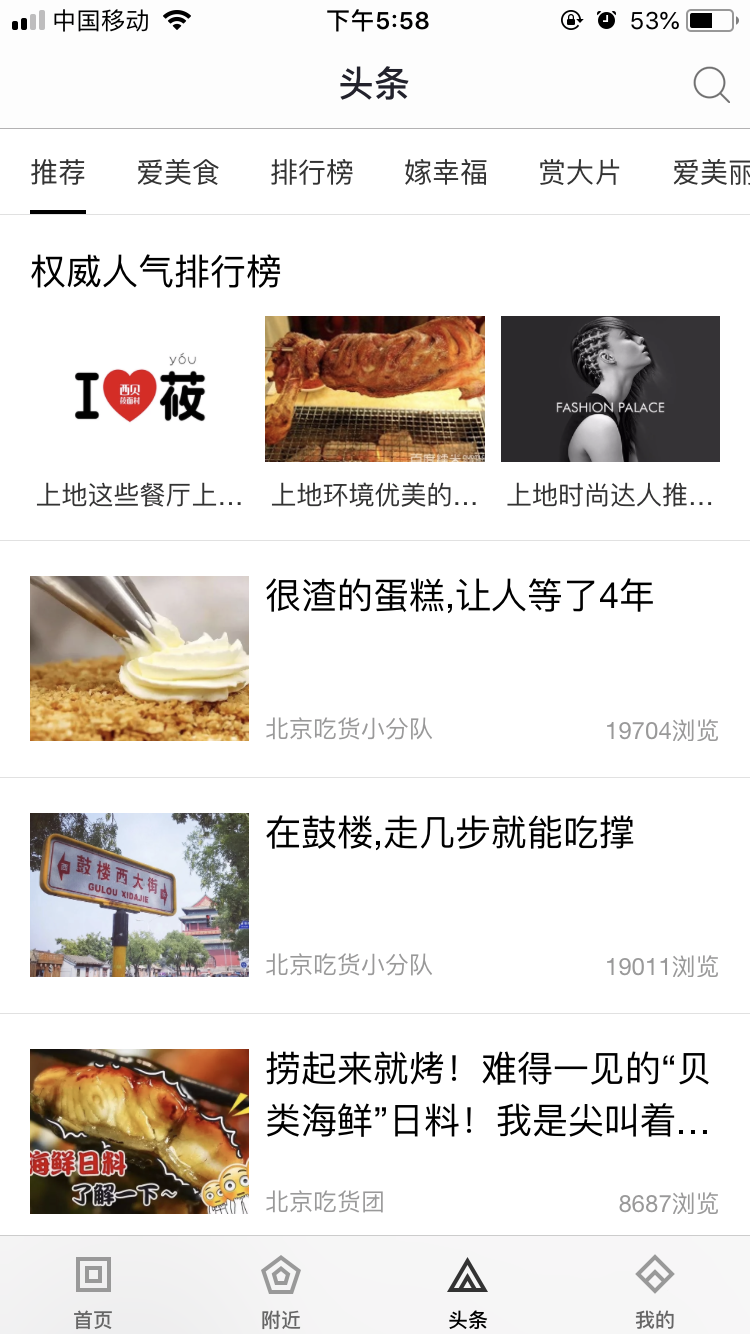 中国移动
下午5:58
53%
头条
推荐
爱美食
排行榜
嫁幸福
赏大片
爱美丽
权威人气排行榜
yóu
I
西贝
莜面村
莜
FASHION PALACE
上地这些餐厅上...
上地环境优美的...
上地时尚达人推...
很渣的蛋糕,让人等了4年
北京吃货小分队
19704浏览
鼓楼西大街
GULOU XIDAJIE
在鼓楼,走几步就能吃撑
北京吃货小分队
19011浏览
捞起来就烤！难得一见的“贝
类海鲜”日料！我是尖叫着...
海鲜日料
了解一下~
北京吃货团
8687浏览
首页
附近
头条
我的